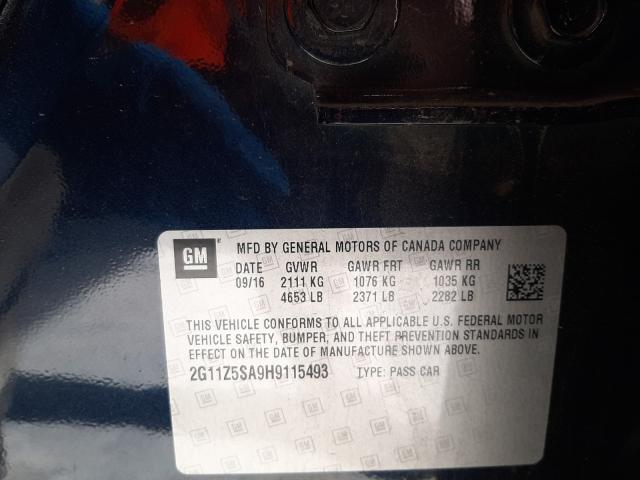 GM
MFD BY GENERAL MOTORS OF CANADA COMPANY
DATE GVWR GAWR FRT GAWR RR
09/16 2111 KG 1076 KG 1035 KG
4653 LB 2371 LB 2282 LB
THIS VEHICLE CONFORMS TO ALL APPLICABLE U.S. FEDERAL MOTOR
VEHICLE SAFETY, BUMPER, AND THEFT PREVENTION STANDARDS IN
EFFECT ON THE DATE OF MANUFACTURE SHOWN ABOVE.
2G11Z5SA9H9115493 TYPE: PASS CAR